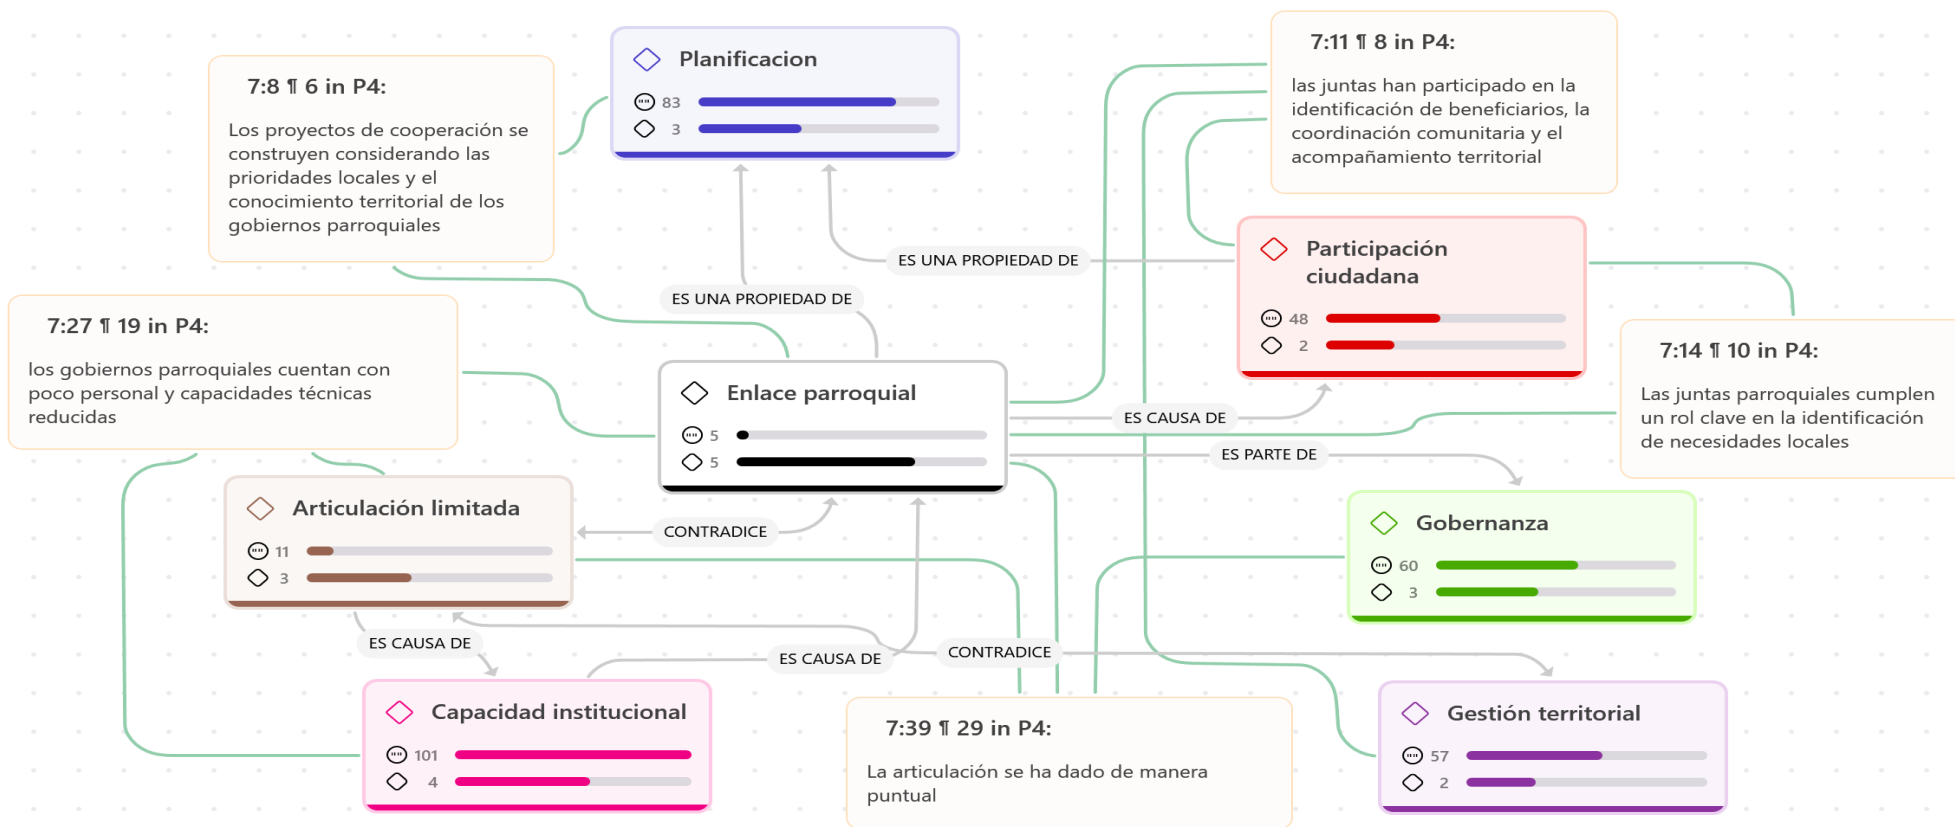 Planificacion
83
3
7:8 ¶ 6 in P4:
Los proyectos de cooperación se
construyen considerando las
prioridades locales y el
conocimiento territorial de los
gobiernos parroquiales
7:11 ¶ 8 in P4:
las juntas han participado en la
identificación de beneficiarios, la
coordinación comunitaria y el
acompañamiento territorial
ES UNA PROPIEDAD DE
ES UNA PROPIEDAD DE
Participación
ciudadana
48
2
7:27 ¶ 19 in P4:
los gobiernos parroquiales cuentan con
poco personal y capacidades técnicas
reducidas
Enlace parroquial
5
5
ES CAUSA DE
7:14 ¶ 10 in P4:
Las juntas parroquiales cumplen
un rol clave en la identificación
de necesidades locales
ES PARTE DE
Articulación limitada
11
3
CONTRADICE
Gobernanza
60
3
ES CAUSA DE
ES CAUSA DE
CONTRADICE
Capacidad institucional
101
4
7:39 ¶ 29 in P4:
La articulación se ha dado de manera
puntual
Gestión territorial
57
2